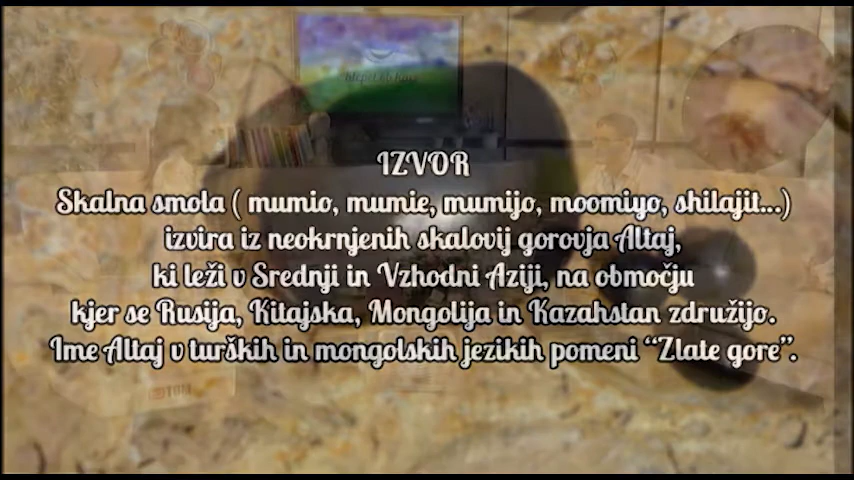 IZVOR
Skalna smola ( mumio, mumie, mumijo, moomiyo, shilajit...)
izvira iz neokrnjenih skalovij gorovja Altaj,
ki leži v Srednji in Vzhodni Aziji, na območju
kjer se Rusija, Kitajska, Mongolija in Kazahstan združijo.
Ime Altaj v turških in mongolskih jezikih pomeni “Zlate gore”.